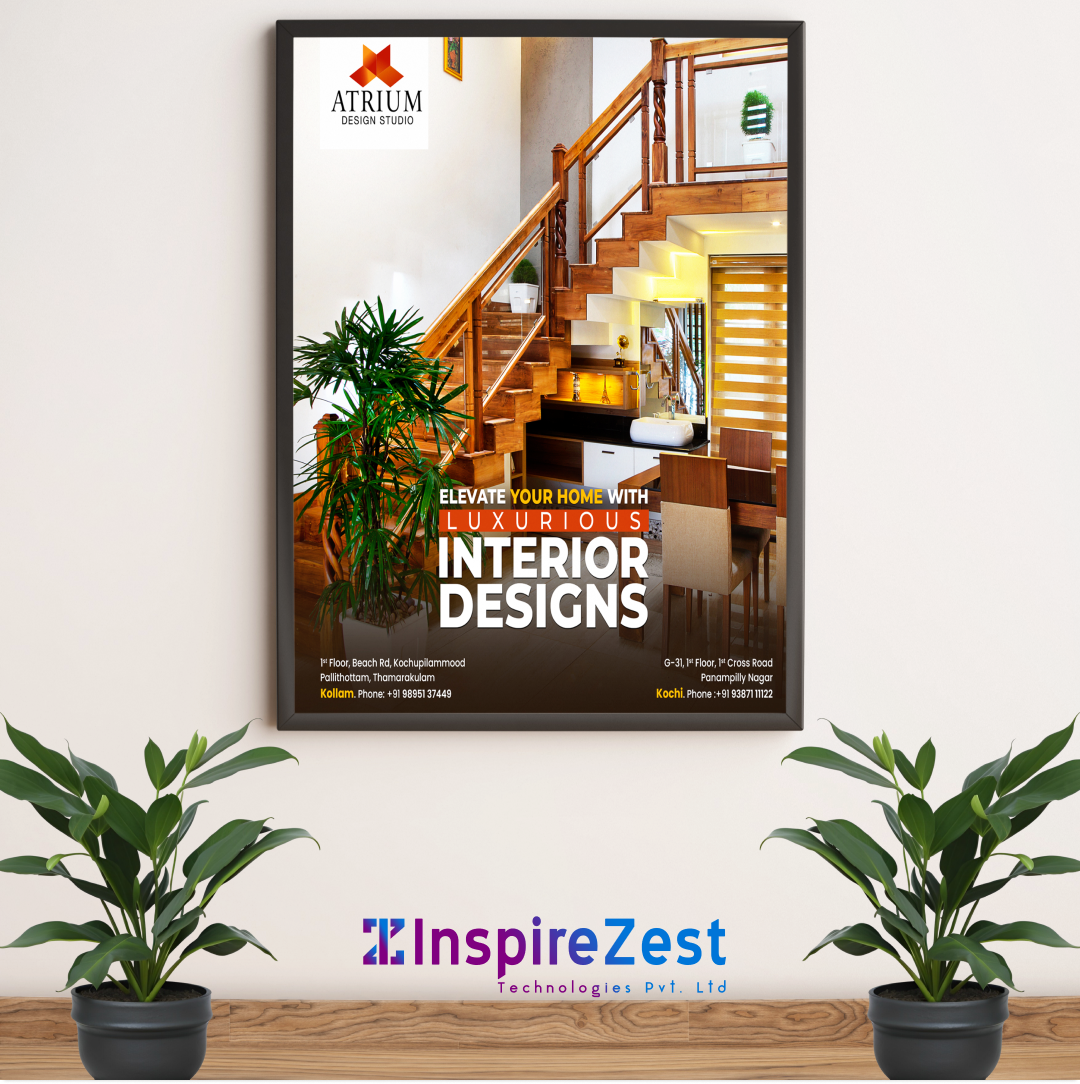 ATRIUM
DESIGN STUDIO
ELEVATE YOUR HOME WITH
LUXURIOUS
INTERIOR
DESIGNS
1st Floor, Beach Rd, Kochupilammood
Pallithottam, Thamarakulam
Kollam. Phone: +91 98951 37449
G-31, 1st Floor, 1st Cross Road
Panampilly Nagar
Kochi. Phone :+91 93871 11122
InspireZest
Technologies Pvt. Ltd